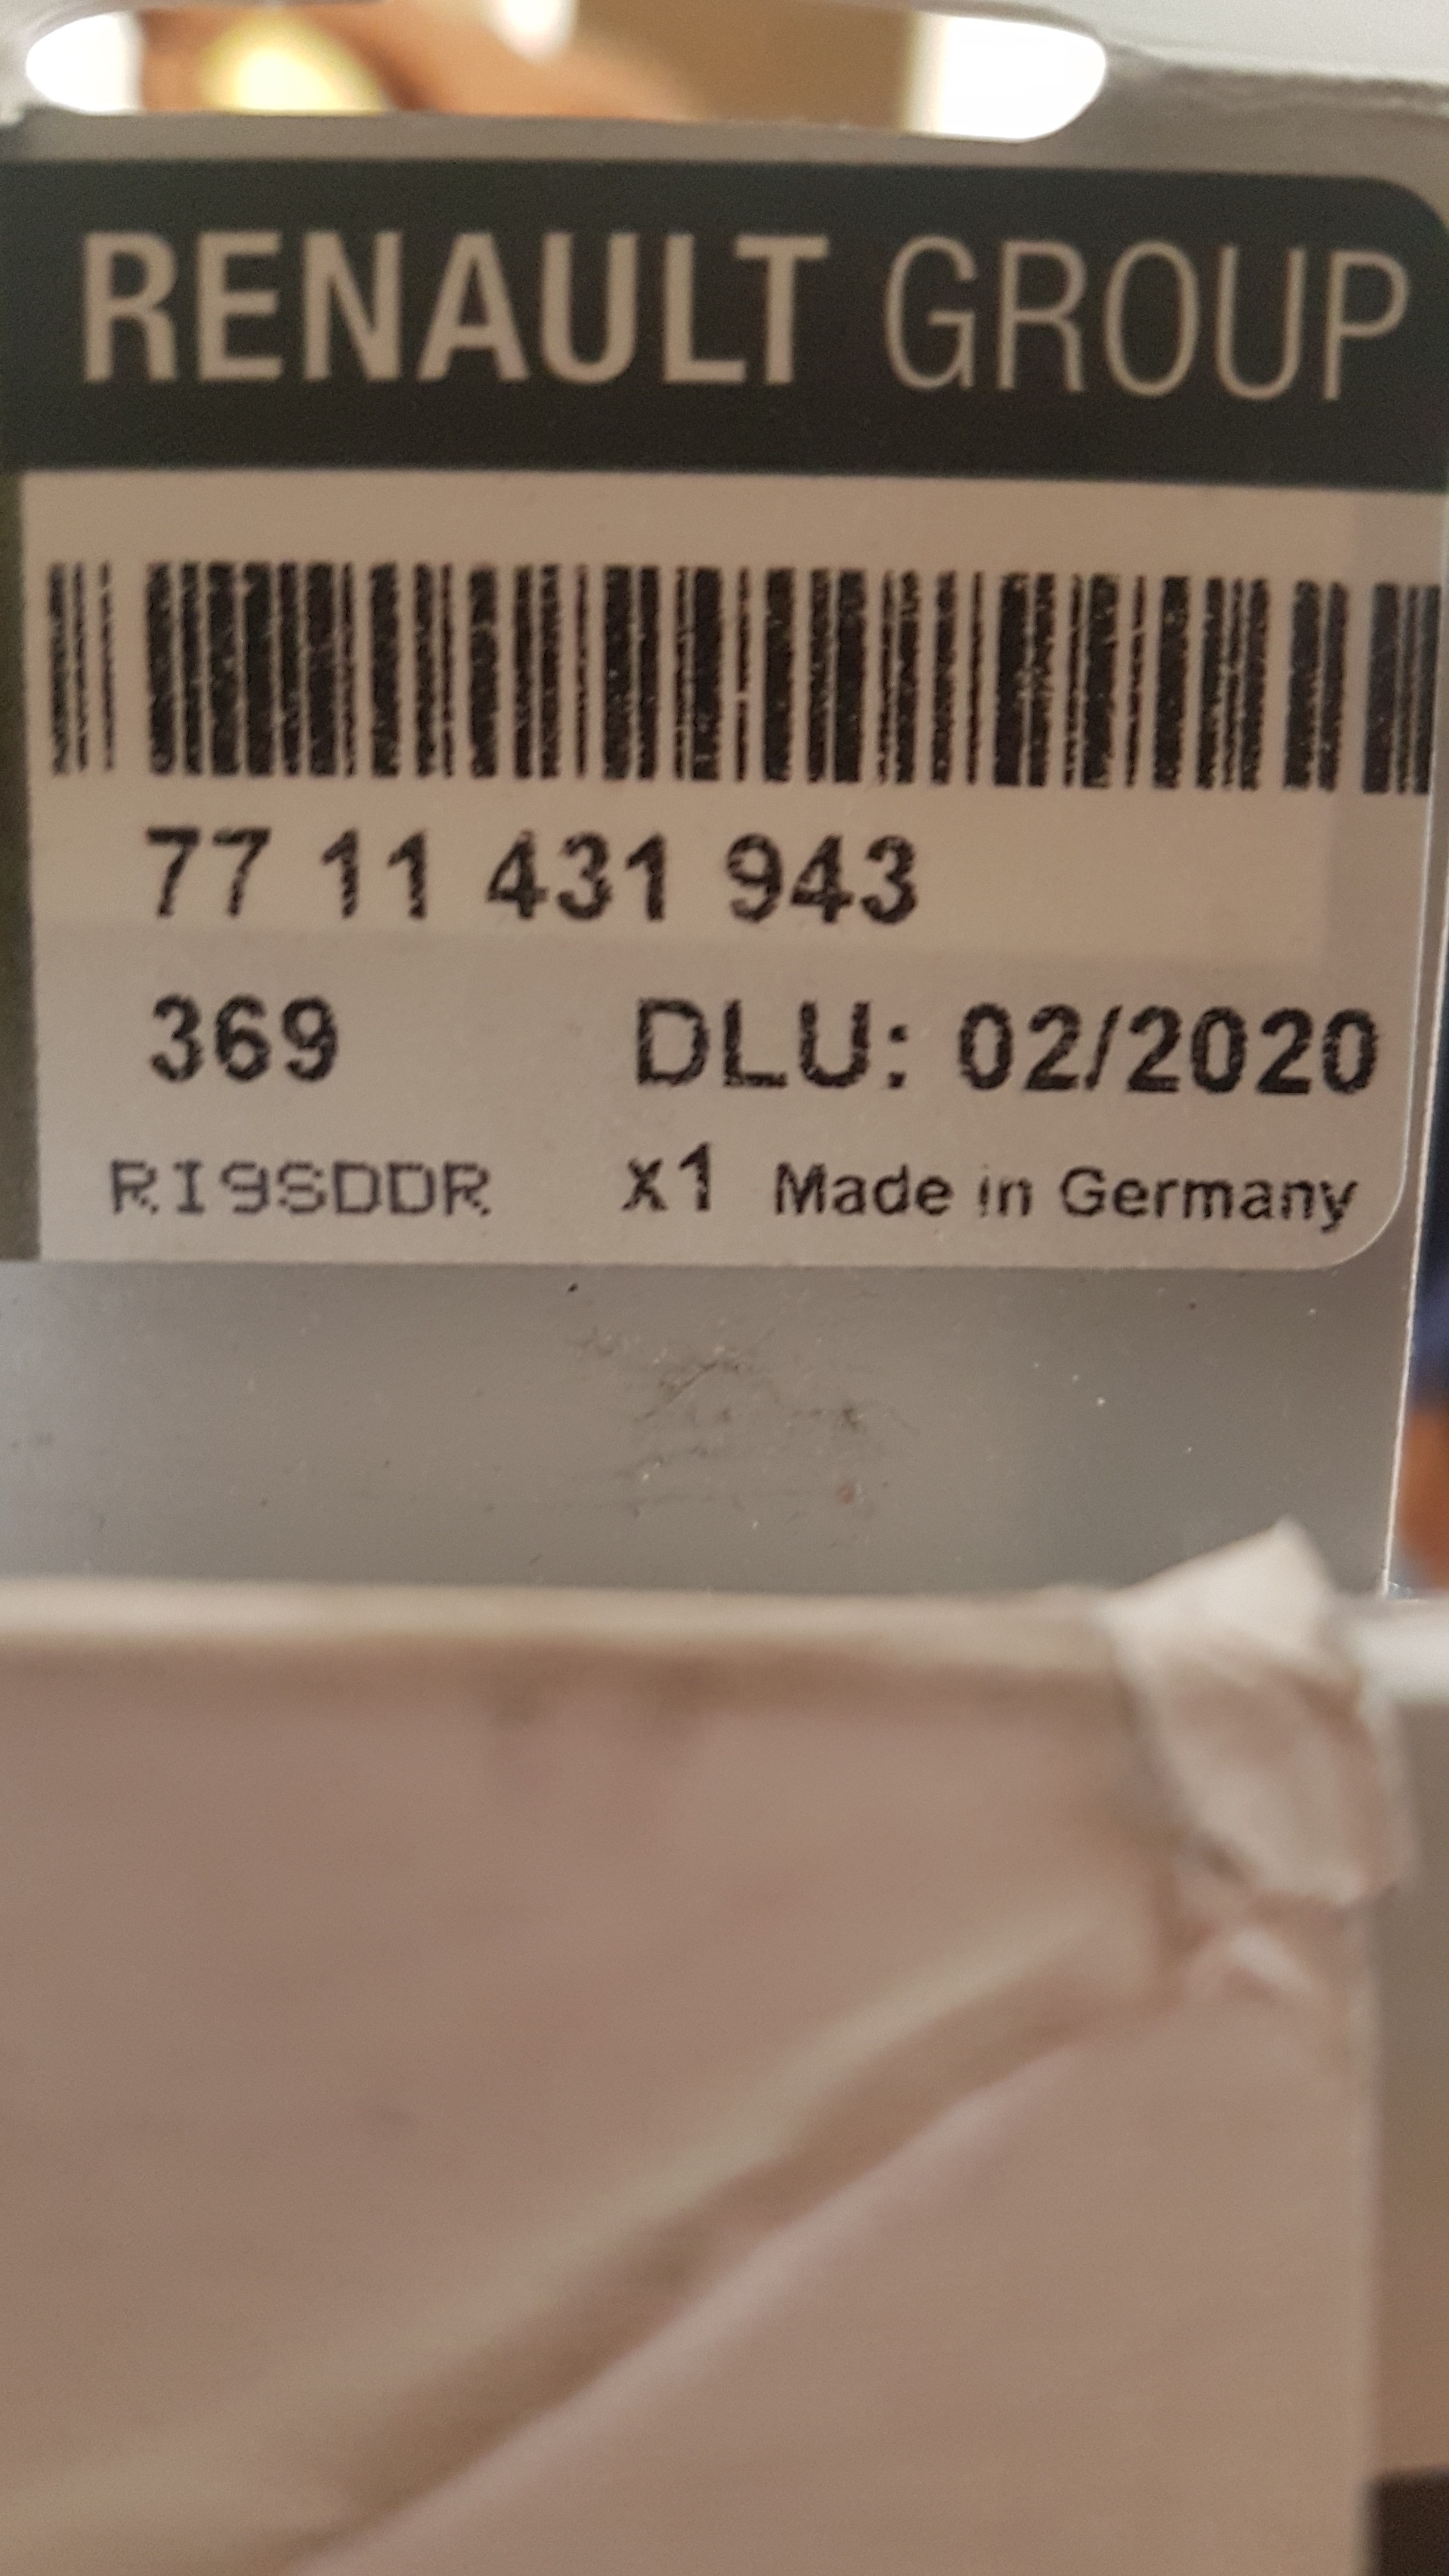 RENAULT GROUP
77 11 431 943
369 DLU: 02/2020
RI9SDDR x1 Made in Germany